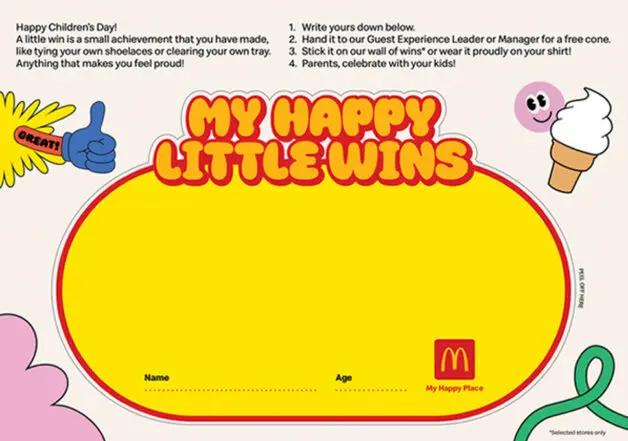 Happy Children's Day!
A little win is a small achievement that you have made,
like tying your own shoelaces or clearing your own tray.
Anything that makes you feel proud!
1. Write yours down below.
2. Hand it to our Guest Experience Leader or Manager for a free cone.
3. Stick it on our wall of wins* or wear it proudly on your shirt!
4. Parents, celebrate with your kids!
GREAT!
MY HAPPY
LITTLE WINS
PEEL OFF HERE
Name
Age
My Happy Place
*Selected stores only